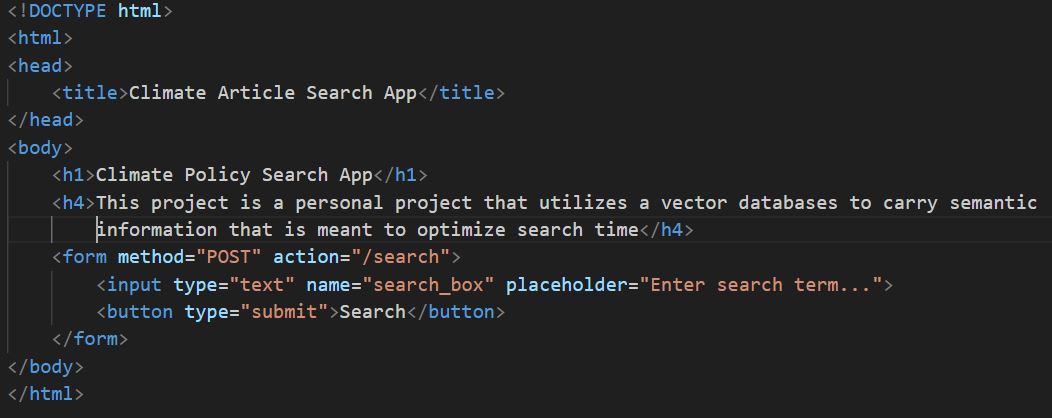 <!DOCTYPE html>
<html>
<head>
    <title>Climate Article Search App</title>
</head>
<body>
    <h1>Climate Policy Search App</h1>
    <h4>This project is a personal project that utilizes a vector databases to carry semantic
        information that is meant to optimize search time</h4>
    <form method="POST" action="/search">
        <input type="text" name="search_box" placeholder="Enter search term...">
        <button type="submit">Search</button>
    </form>
</body>
</html>